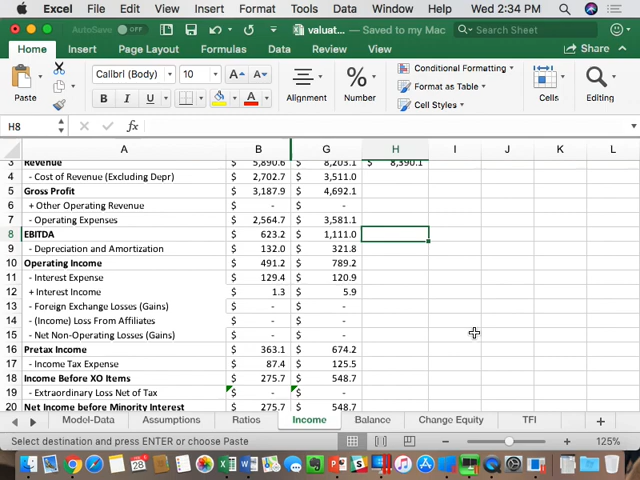 Excel File Edit View Insert Format Tools Data Window Help Wed 2:34 PM
AutoSave OFF valuat... — Saved to my Mac Search Sheet
Home Insert Page Layout Formulas Data Review View Share
Paste Calibri (Body) 10 A A Alignment % Number Conditional Formatting Format as Table Cell Styles Cells Editing
B I U A
H8 fx
A B G H I J K L
3 Revenue $ 5,890.6 $ 8,203.1 $ 8,390.1
4 - Cost of Revenue (Excluding Depr) $ 2,702.7 $ 3,511.0
5 Gross Profit $ 3,187.9 $ 4,692.1
6 + Other Operating Revenue $ - $ -
7 - Operating Expenses $ 2,564.7 $ 3,581.1
8 EBITDA $ 623.2 $ 1,111.0
9 - Depreciation and Amortization $ 132.0 $ 321.8
10 Operating Income $ 491.2 $ 789.2
11 - Interest Expense $ 129.4 $ 120.9
12 + Interest Income $ 1.3 $ 5.9
13 - Foreign Exchange Losses (Gains) $ - $ -
14 - (Income) Loss From Affiliates $ - $ -
15 - Net Non-Operating Losses (Gains) $ - $ -
16 Pretax Income $ 363.1 $ 674.2
17 - Income Tax Expense $ 87.4 $ 125.5
18 Income Before XO Items $ 275.7 $ 548.7
19 - Extraordinary Loss Net of Tax $ - $ -
20 Net Income before Minority Interest $ 275.7 $ 548.7
Model-Data Assumptions Ratios Income Balance Change Equity TFI
Select destination and press ENTER or choose Paste 125%
28